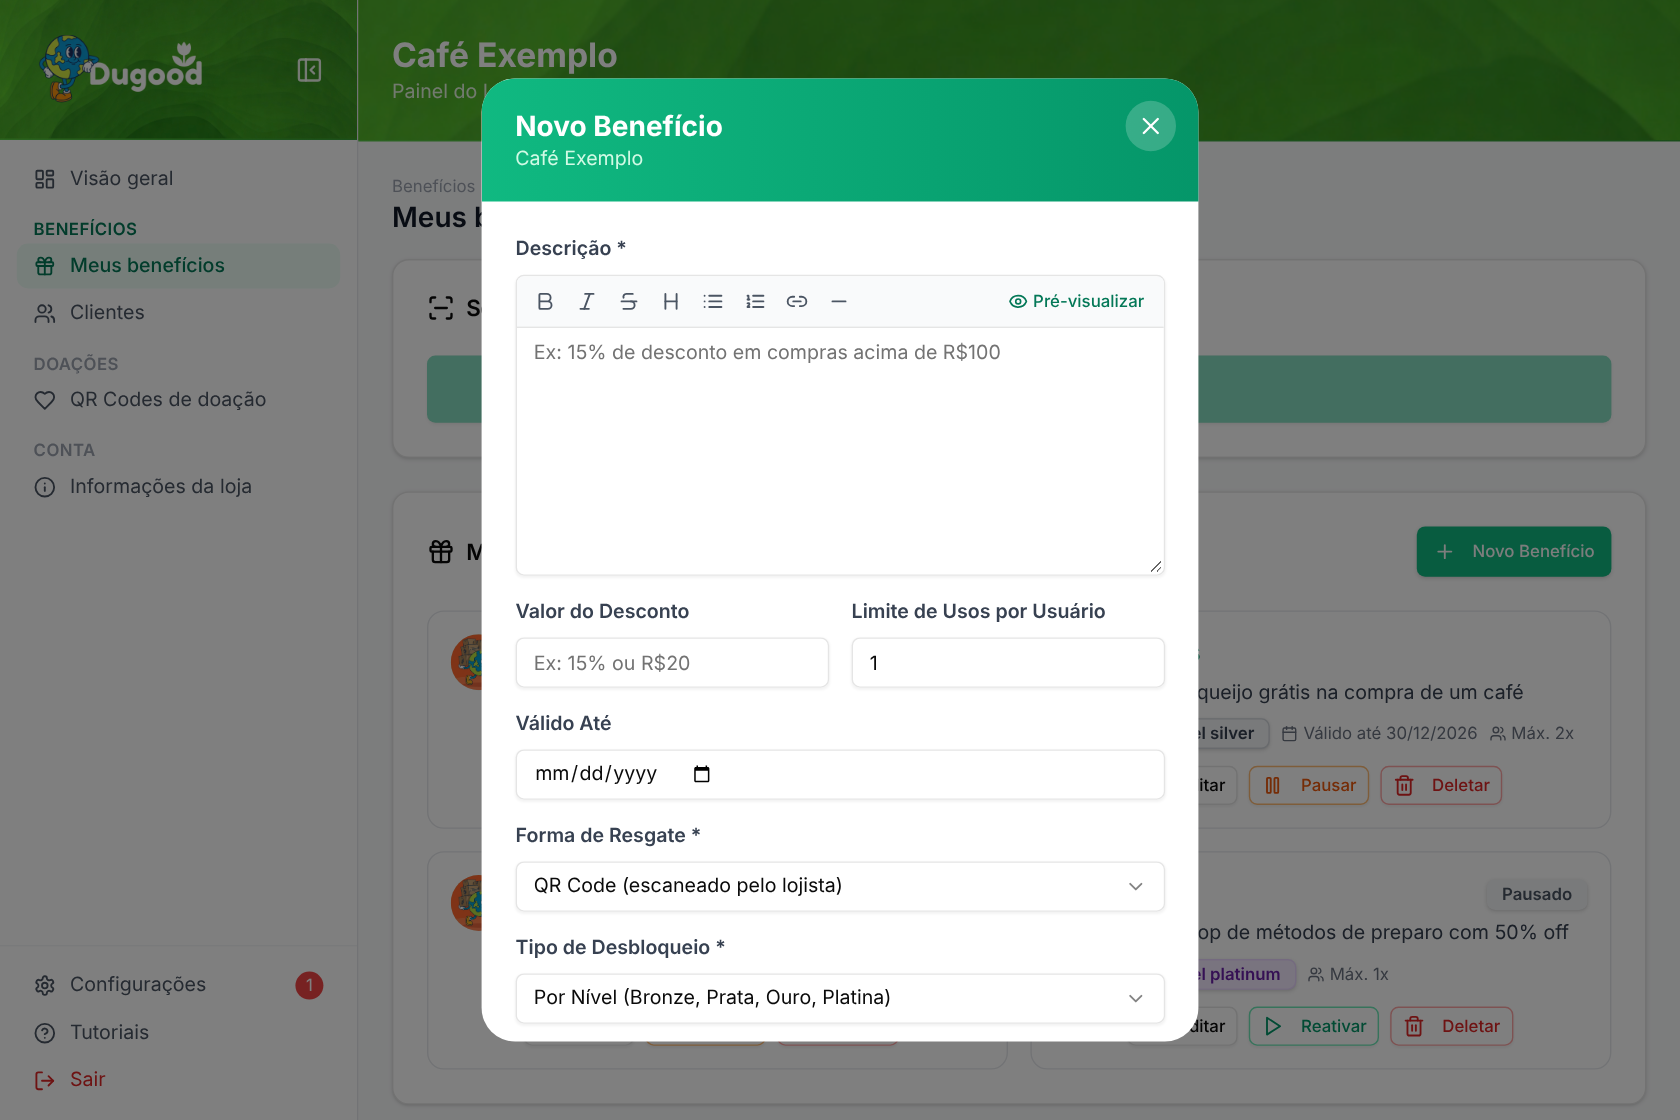 Dugood
Café Exemplo
Painel do
Visão geral
BENEFÍCIOS
Meus benefícios
Clientes
DOAÇÕES
QR Codes de doação
CONTA
Informações da loja
Configurações
1
Tutoriais
Sair
Benefícios
Meus
Novo Benefício
queijo grátis na compra de um café
silver
Válido até 30/12/2026
Máx. 2x
Pausar
Deletar
Pausado
de métodos de preparo com 50% off
platinum
Máx. 1x
Reativar
Deletar
Novo Benefício
Café Exemplo
Descrição *
Pré-visualizar
Ex: 15% de desconto em compras acima de R$100
Valor do Desconto
Limite de Usos por Usuário
Ex: 15% ou R$20
1
Válido Até
mm/dd/yyyy
Forma de Resgate *
QR Code (escaneado pelo lojista)
Tipo de Desbloqueio *
Por Nível (Bronze, Prata, Ouro, Platina)